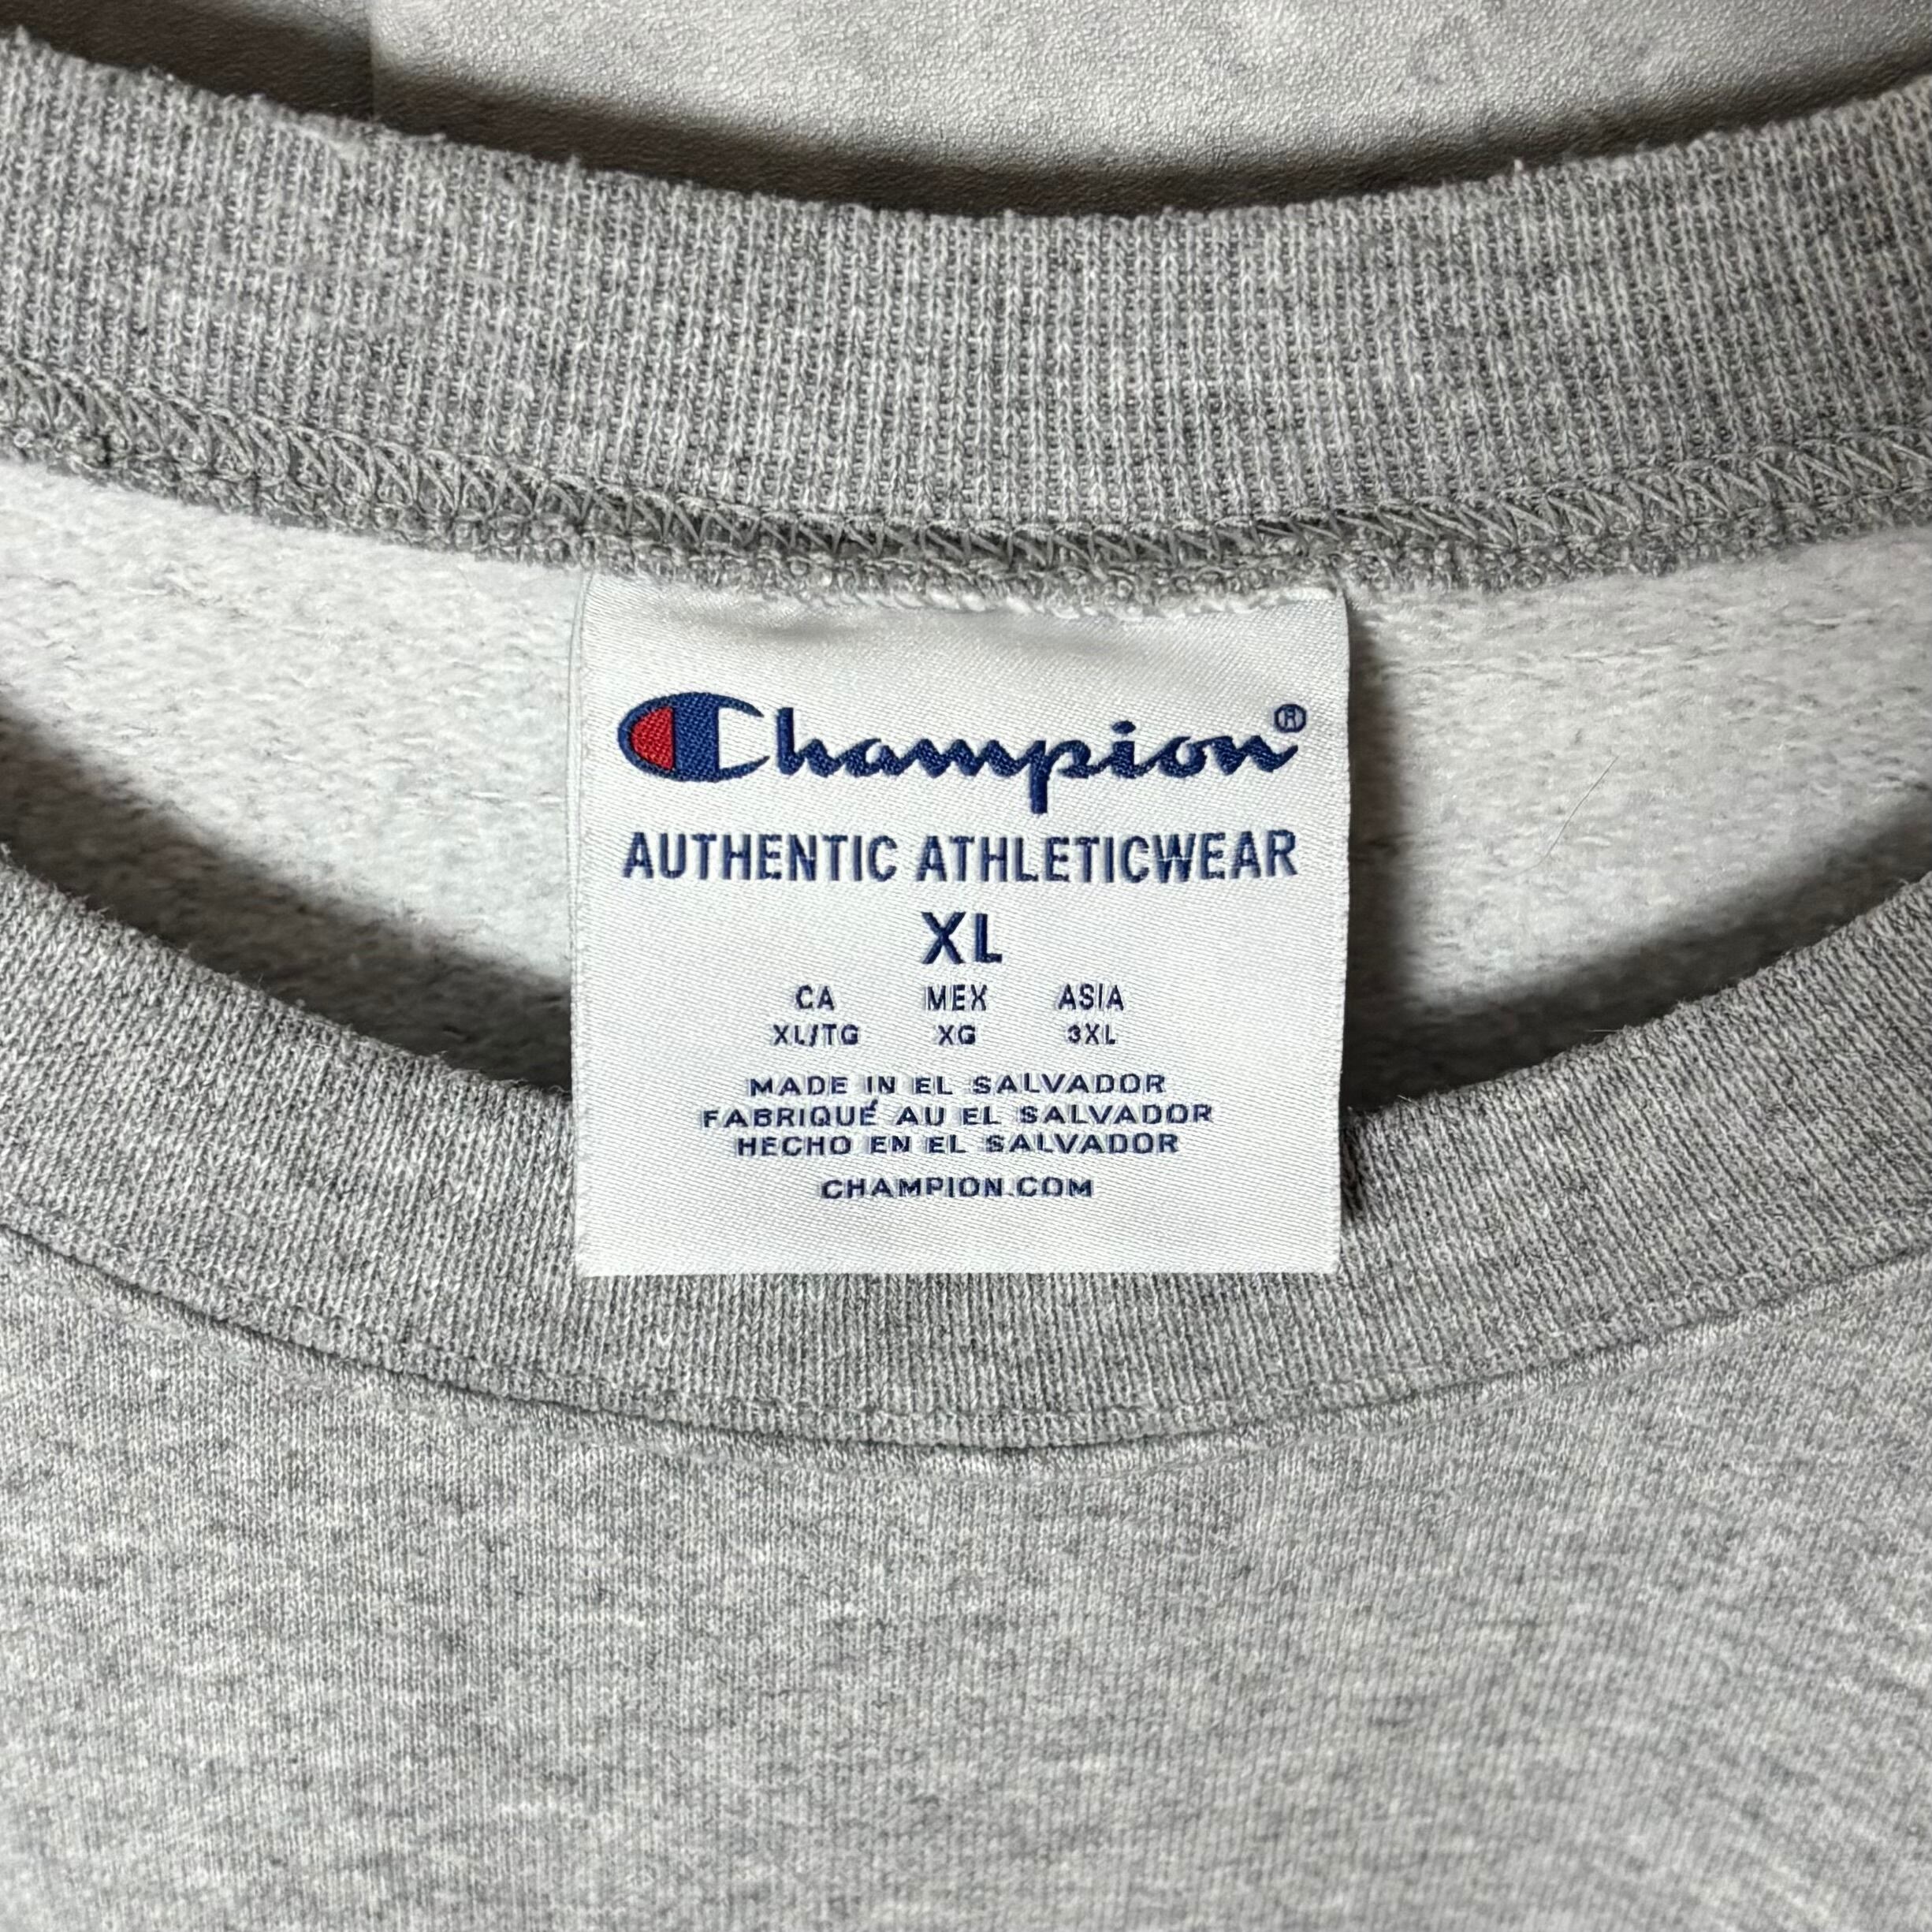 Champion®
AUTHENTIC ATHLETICWEAR
XL
CA MEX ASIA
XL/TG XG 3XL
MADE IN EL SALVADOR
FABRIQUÉ AU EL SALVADOR
HECHO EN EL SALVADOR
CHAMPION.COM